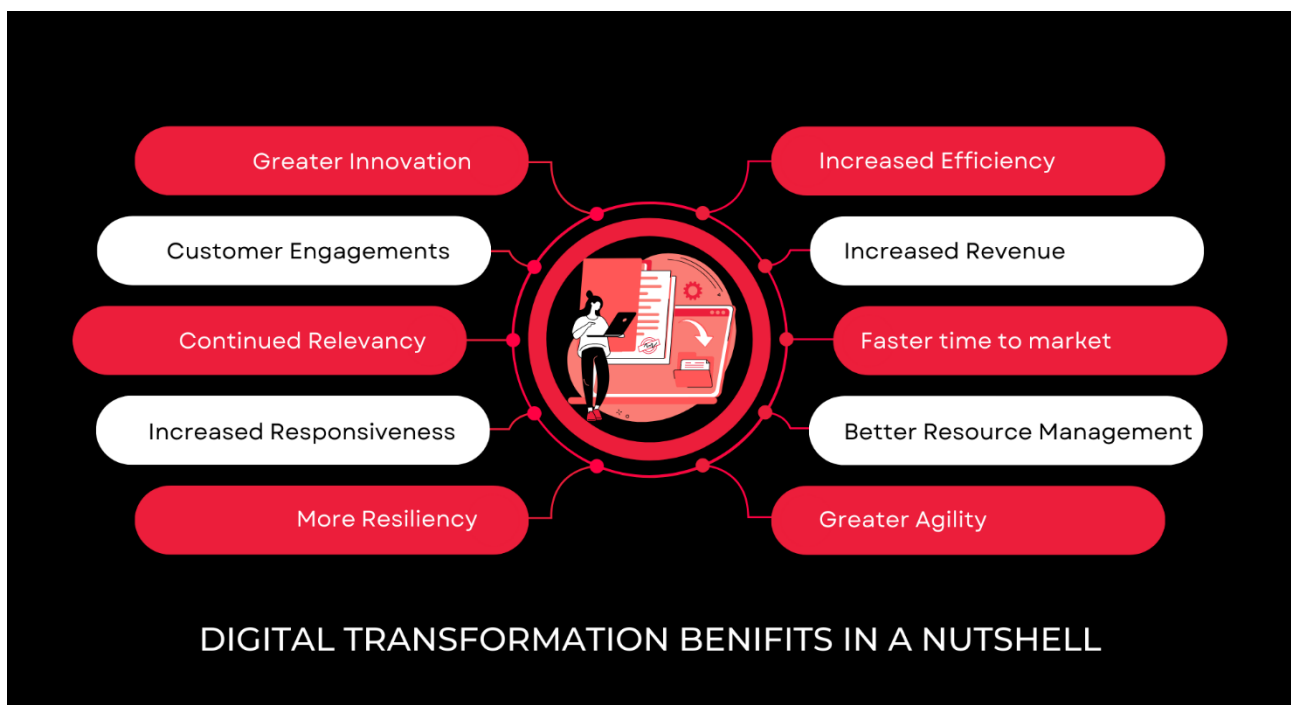 Greater Innovation
Increased Efficiency
Customer Engagements
Increased Revenue
Continued Relevancy
Faster time to market
Increased Responsiveness
Better Resource Management
More Resiliency
Greater Agility
DIGITAL TRANSFORMATION BENIFITS IN A NUTSHELL